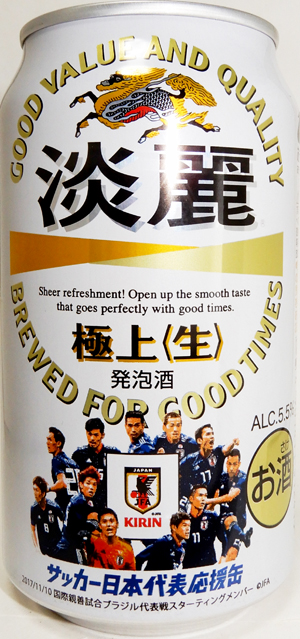 GOOD VALUE AND QUALITY
淡麗
Sheer refreshment! Open up the smooth taste
that goes perfectly with good times.
極上〈生〉
発泡酒
BREWED FOR GOOD TIMES
ALC.5.5%
さけ
お酒
JAPAN
JFA
KIRIN
サッカー日本代表応援缶
2017/11/10 国際親善試合ブラジル代表戦スターティングメンバー ©JFA